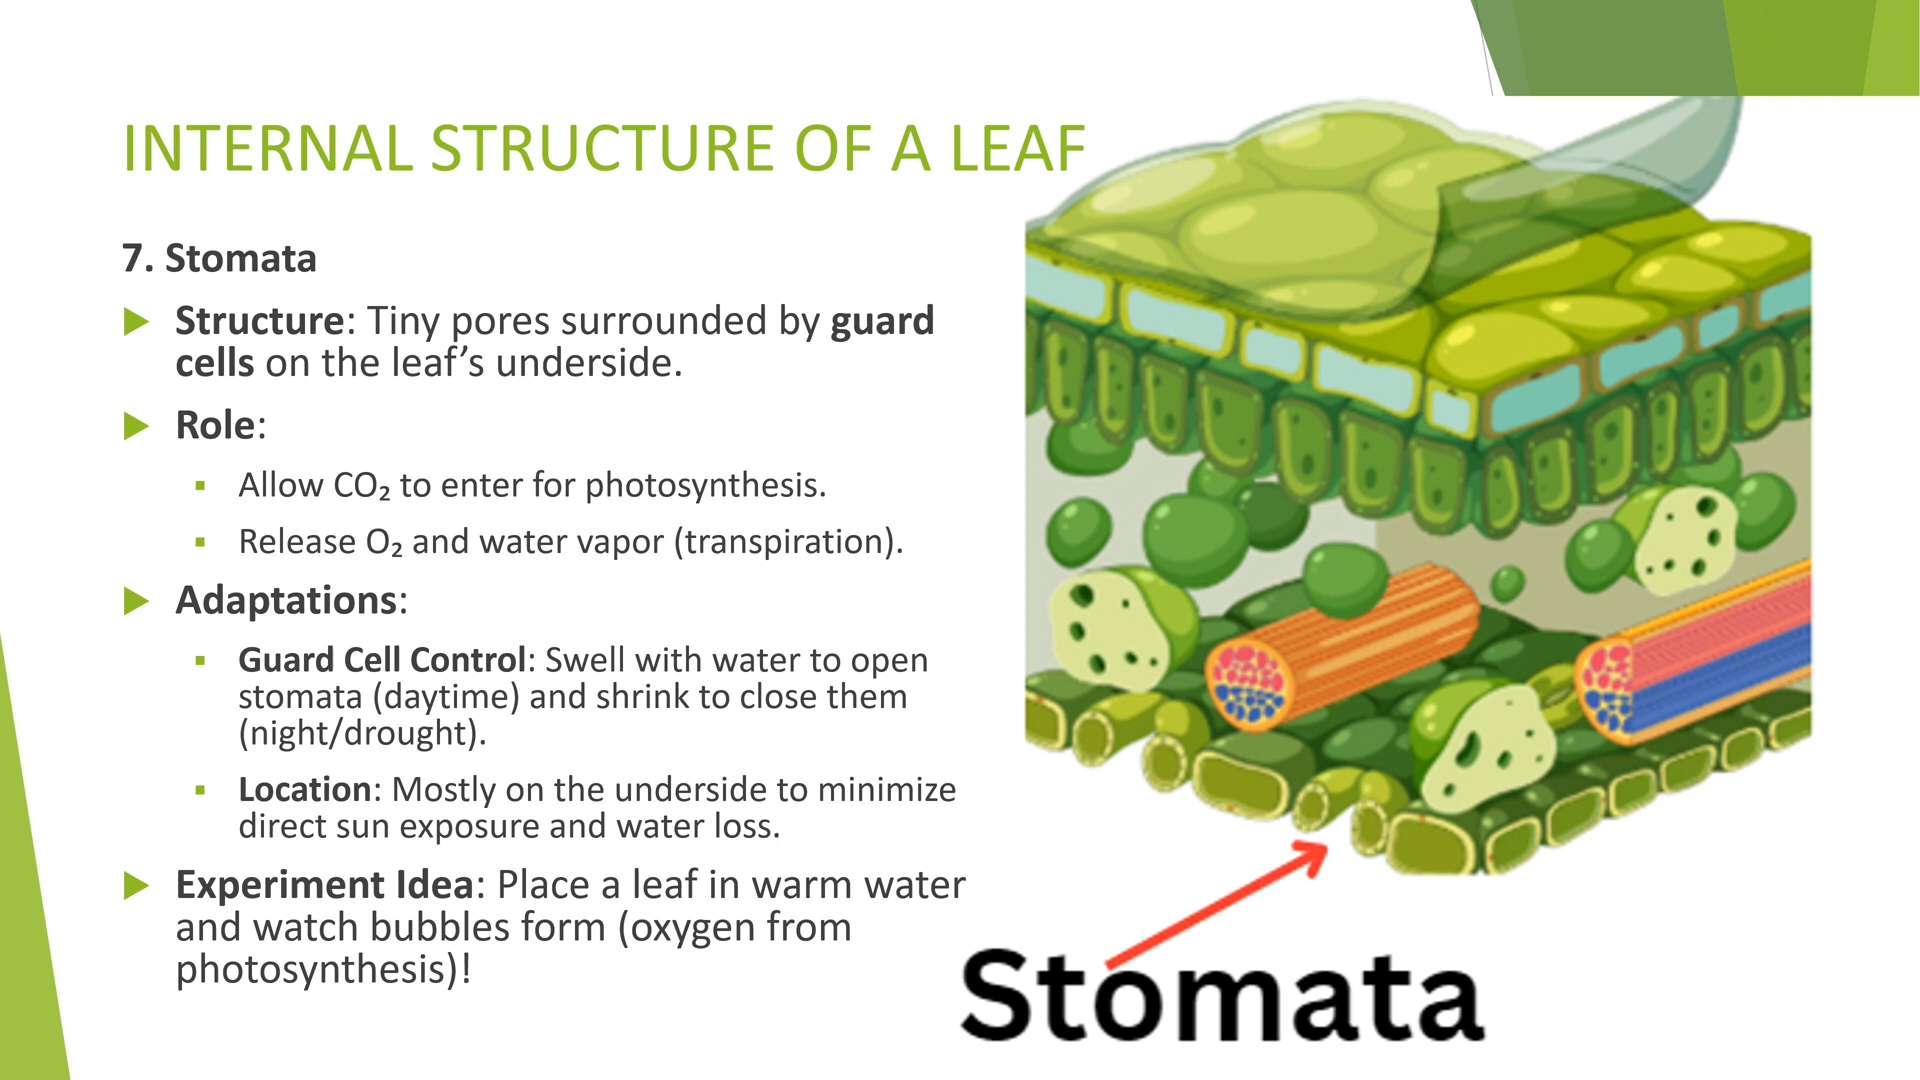 INTERNAL STRUCTURE OF A LEAF
7. Stomata
Structure: Tiny pores surrounded by guard
cells on the leaf’s underside.
Role:
Allow CO₂ to enter for photosynthesis.
Release O₂ and water vapor (transpiration).
Adaptations:
Guard Cell Control: Swell with water to open
stomata (daytime) and shrink to close them
(night/drought).
Location: Mostly on the underside to minimize
direct sun exposure and water loss.
Experiment Idea: Place a leaf in warm water
and watch bubbles form (oxygen from
photosynthesis)!
Stomata